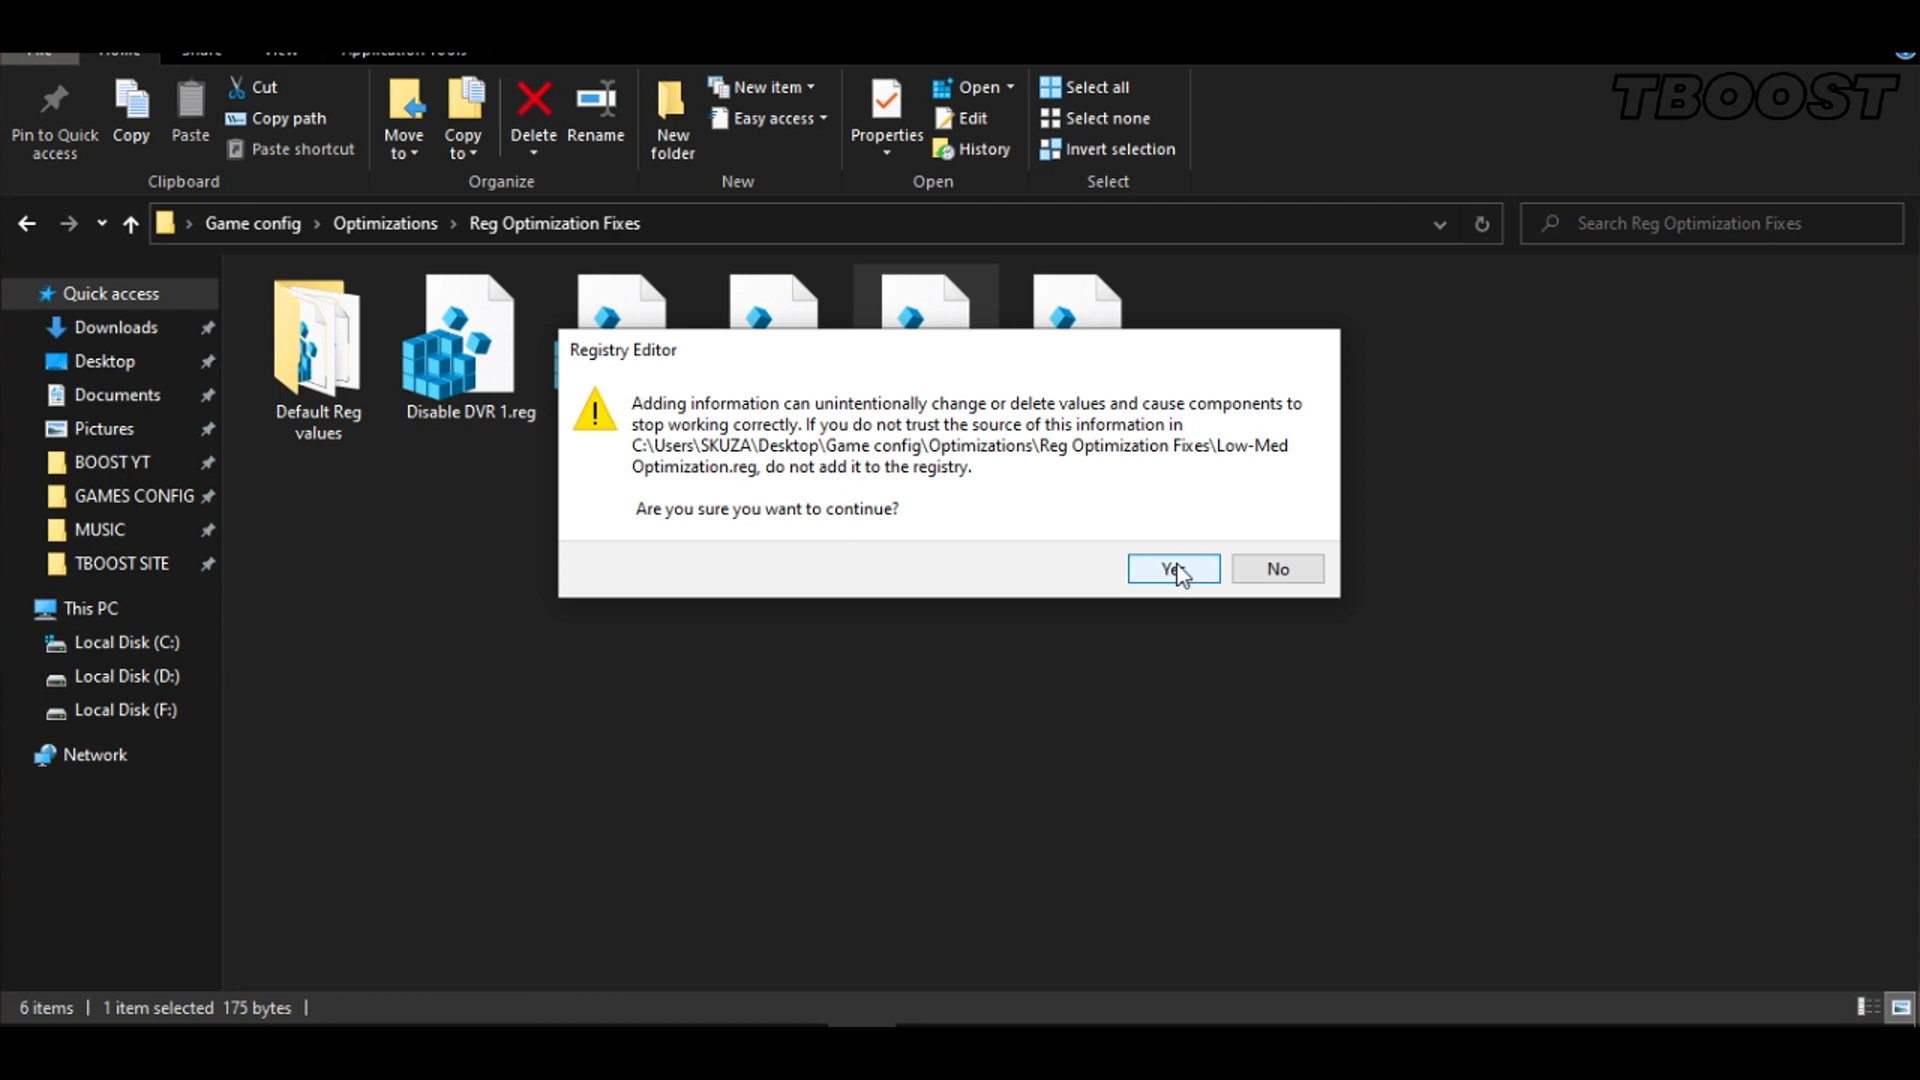 File Home Share View Application Tools
TBOOST
Pin to Quick access
Copy
Paste
Cut
Copy path
Paste shortcut
Clipboard
Move to
Copy to
Delete
Rename
Organize
New folder
New item
Easy access
New
Properties
Open
Edit
History
Open
Select all
Select none
Invert selection
Select
Game config > Optimizations > Reg Optimization Fixes
Search Reg Optimization Fixes
Quick access
Downloads
Desktop
Documents
Pictures
BOOST YT
GAMES CONFIG
MUSIC
TBOOST SITE
This PC
Local Disk (C:)
Local Disk (D:)
Local Disk (F:)
Network
Default Reg
values
Disable DVR 1.reg
Registry Editor
Adding information can unintentionally change or delete values and cause components to
stop working correctly. If you do not trust the source of this information in
C:\Users\SKUZA\Desktop\Game config\Optimizations\Reg Optimization Fixes\Low-Med
Optimization.reg, do not add it to the registry.
Are you sure you want to continue?
Yes
No
6 items | 1 item selected 175 bytes |